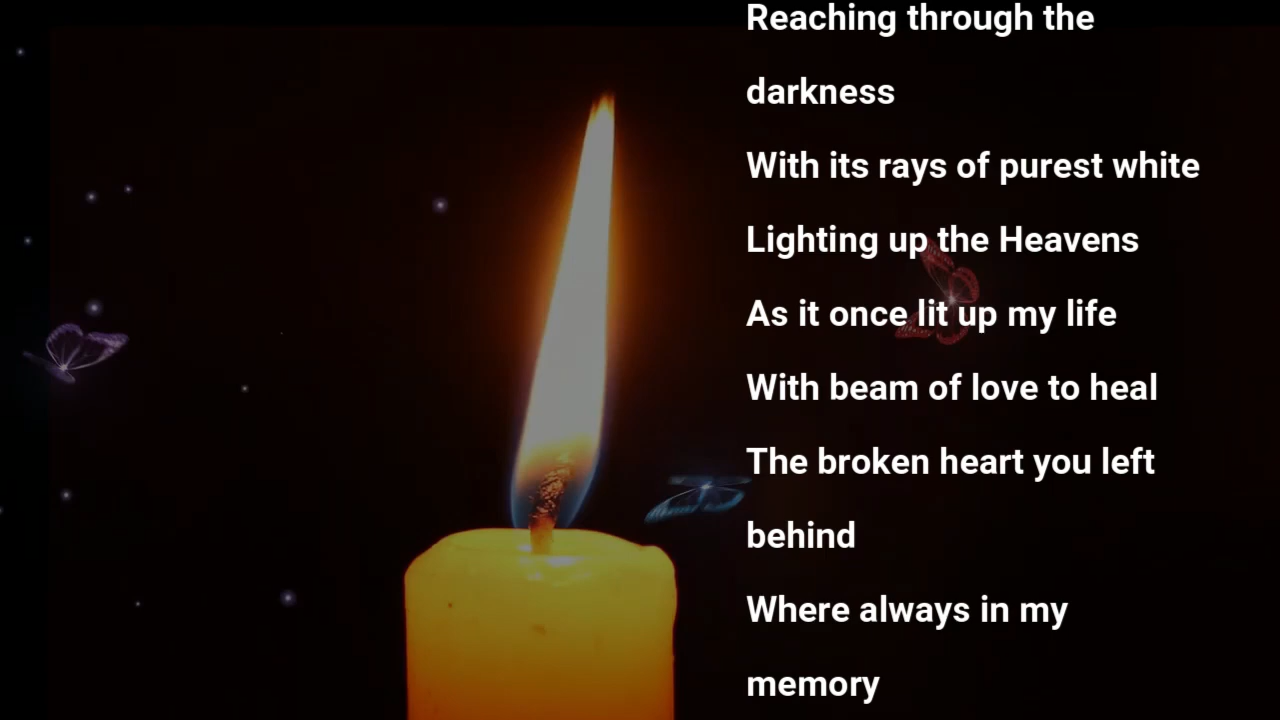 Reaching through the
darkness
With its rays of purest white
Lighting up the Heavens
As it once lit up my life
With beam of love to heal
The broken heart you left
behind
Where always in my
memory